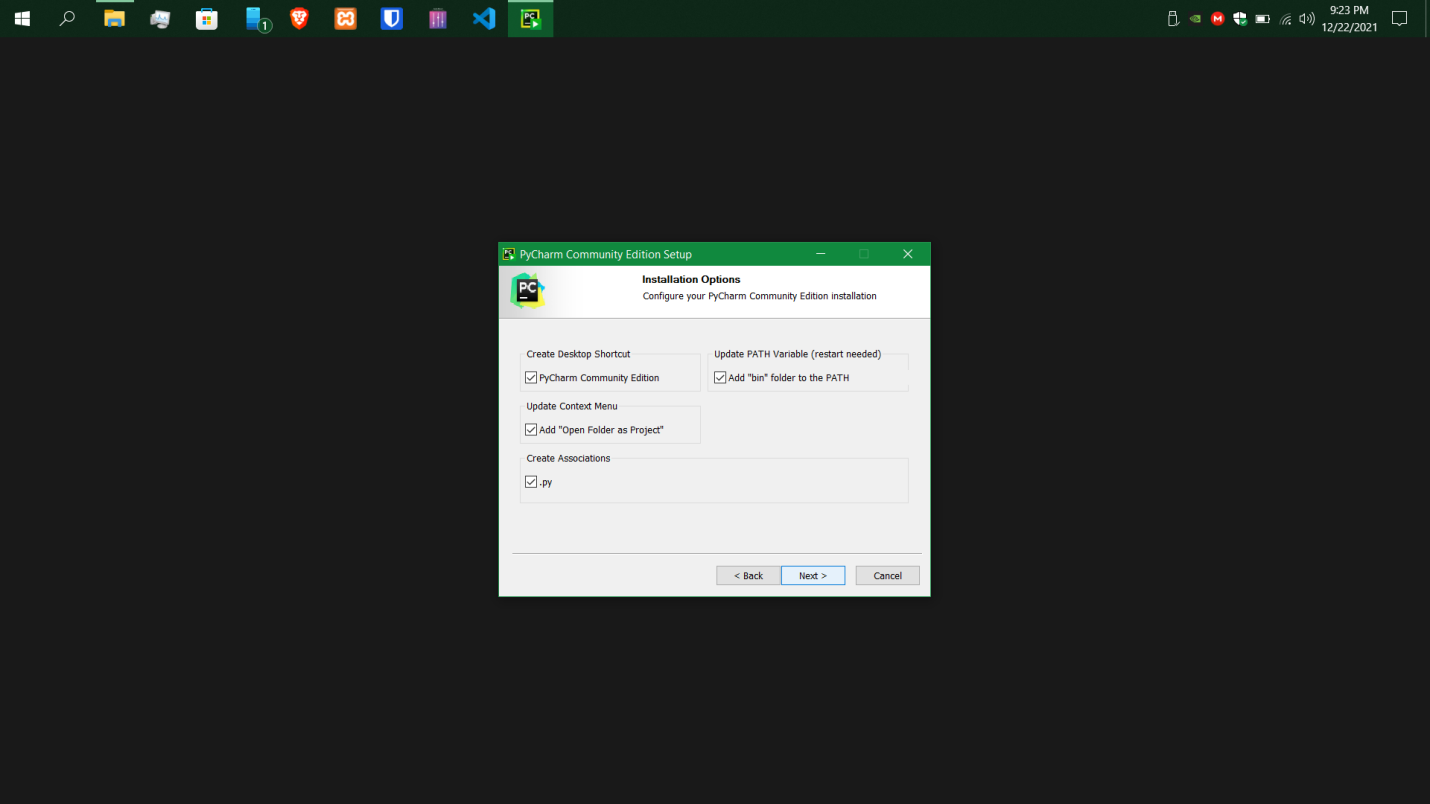 1
9:23 PM
12/22/2021
PyCharm Community Edition Setup
PC
Installation Options
Configure your PyCharm Community Edition installation
Create Desktop Shortcut
PyCharm Community Edition
Update PATH Variable (restart needed)
Add "bin" folder to the PATH
Update Context Menu
Add "Open Folder as Project"
Create Associations
.py
< Back
Next >
Cancel